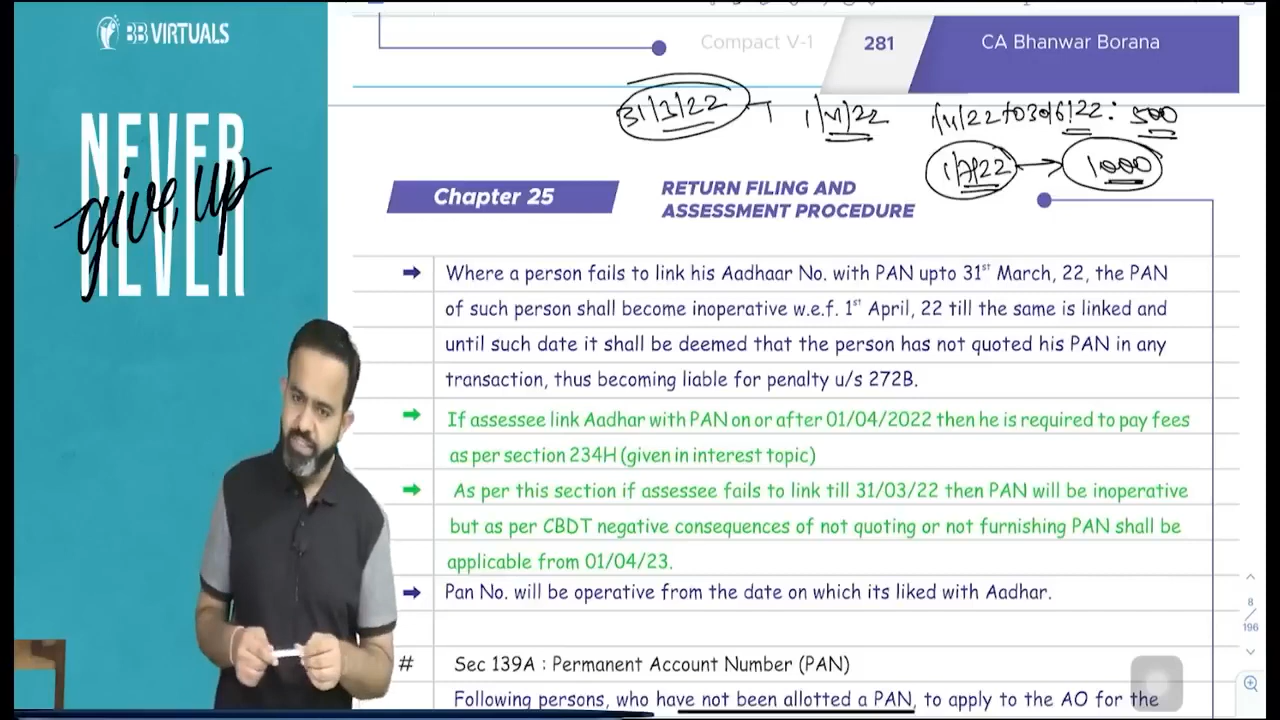 BB VIRTUALS
NEVER
give up
NEVER
Compact V-1
281
CA Bhanwar Borana
31/3/22
1/4/22
1/4/22 to 30/6/22: 500
1/7/22 → 1000
Chapter 25
RETURN FILING AND
ASSESSMENT PROCEDURE
Where a person fails to link his Aadhaar No. with PAN upto 31st March, 22, the PAN
of such person shall become inoperative w.e.f. 1st April, 22 till the same is linked and
until such date it shall be deemed that the person has not quoted his PAN in any
transaction, thus becoming liable for penalty u/s 272B.
If assessee link Aadhar with PAN on or after 01/04/2022 then he is required to pay fees
as per section 234H (given in interest topic)
As per this section if assessee fails to link till 31/03/22 then PAN will be inoperative
but as per CBDT negative consequences of not quoting or not furnishing PAN shall be
applicable from 01/04/23.
Pan No. will be operative from the date on which its liked with Aadhar.
# Sec 139A : Permanent Account Number (PAN)
Following persons, who have not been allotted a PAN, to apply to the AO for the
8
196